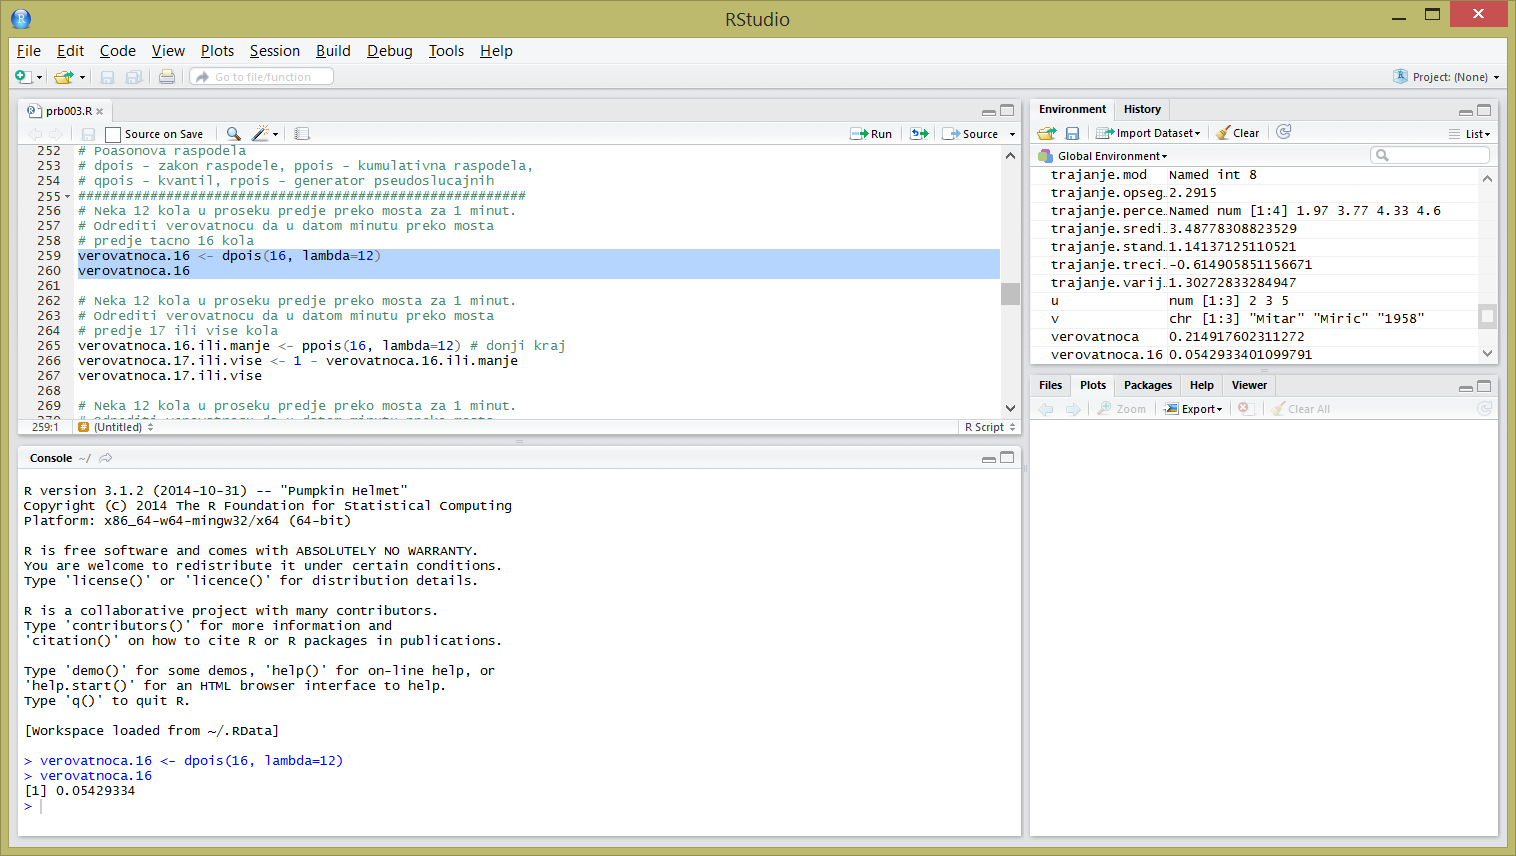 RStudio
File Edit Code View Plots Session Build Debug Tools Help
Go to file/function
Project: (None)
prb003.R
Source on Save
Run
Source
252 # Poasonova raspodela
253 # dpois - zakon raspodele, ppois - kumulativna raspodela,
254 # qpois - kvantil, rpois - generator pseudoslucajnih
255 ########################################################
256 # Neka 12 kola u proseku predje preko mosta za 1 minut.
257 # Odrediti verovatnocu da u datom minutu preko mosta
258 # predje tacno 16 kola
259 verovatnoca.16 <- dpois(16, lambda=12)
260 verovatnoca.16
261
262 # Neka 12 kola u proseku predje preko mosta za 1 minut.
263 # Odrediti verovatnocu da u datom minutu preko mosta
264 # predje 17 ili vise kola
265 verovatnoca.16.ili.manje <- ppois(16, lambda=12) # donji kraj
266 verovatnoca.17.ili.vise <- 1 - verovatnoca.16.ili.manje
267 verovatnoca.17.ili.vise
268
269 # Neka 12 kola u proseku predje preko mosta za 1 minut.
270 # Odrediti verovatnocu da u datom minutu preko mosta
259:1 # (Untitled) R Script
Console ~/
R version 3.1.2 (2014-10-31) -- "Pumpkin Helmet"
Copyright (C) 2014 The R Foundation for Statistical Computing
Platform: x86_64-w64-mingw32/x64 (64-bit)
R is free software and comes with ABSOLUTELY NO WARRANTY.
You are welcome to redistribute it under certain conditions.
Type 'license()' or 'licence()' for distribution details.
R is a collaborative project with many contributors.
Type 'contributors()' for more information and
'citation()' on how to cite R or R packages in publications.
Type 'demo()' for some demos, 'help()' for on-line help, or
'help.start()' for an HTML browser interface to help.
Type 'q()' to quit R.
[Workspace loaded from ~/.RData]
> verovatnoca.16 <- dpois(16, lambda=12)
> verovatnoca.16
[1] 0.05429334
>
Environment History
Import Dataset Clear List
Global Environment
trajanje.mod Named int 8
trajanje.opseg… 2.2915
trajanje.perce… Named num [1:4] 1.97 3.77 4.33 4.6
trajanje.sredi… 3.48778308823529
trajanje.stand… 1.14137125110521
trajanje.treci… -0.614905851156671
trajanje.varij… 1.30272833284947
u num [1:3] 2 3 5
v chr [1:3] "Mitar" "Miric" "1958"
verovatnoca 0.214917602311272
verovatnoca.16 0.0542933401099791
Files Plots Packages Help Viewer
Zoom Export Clear All